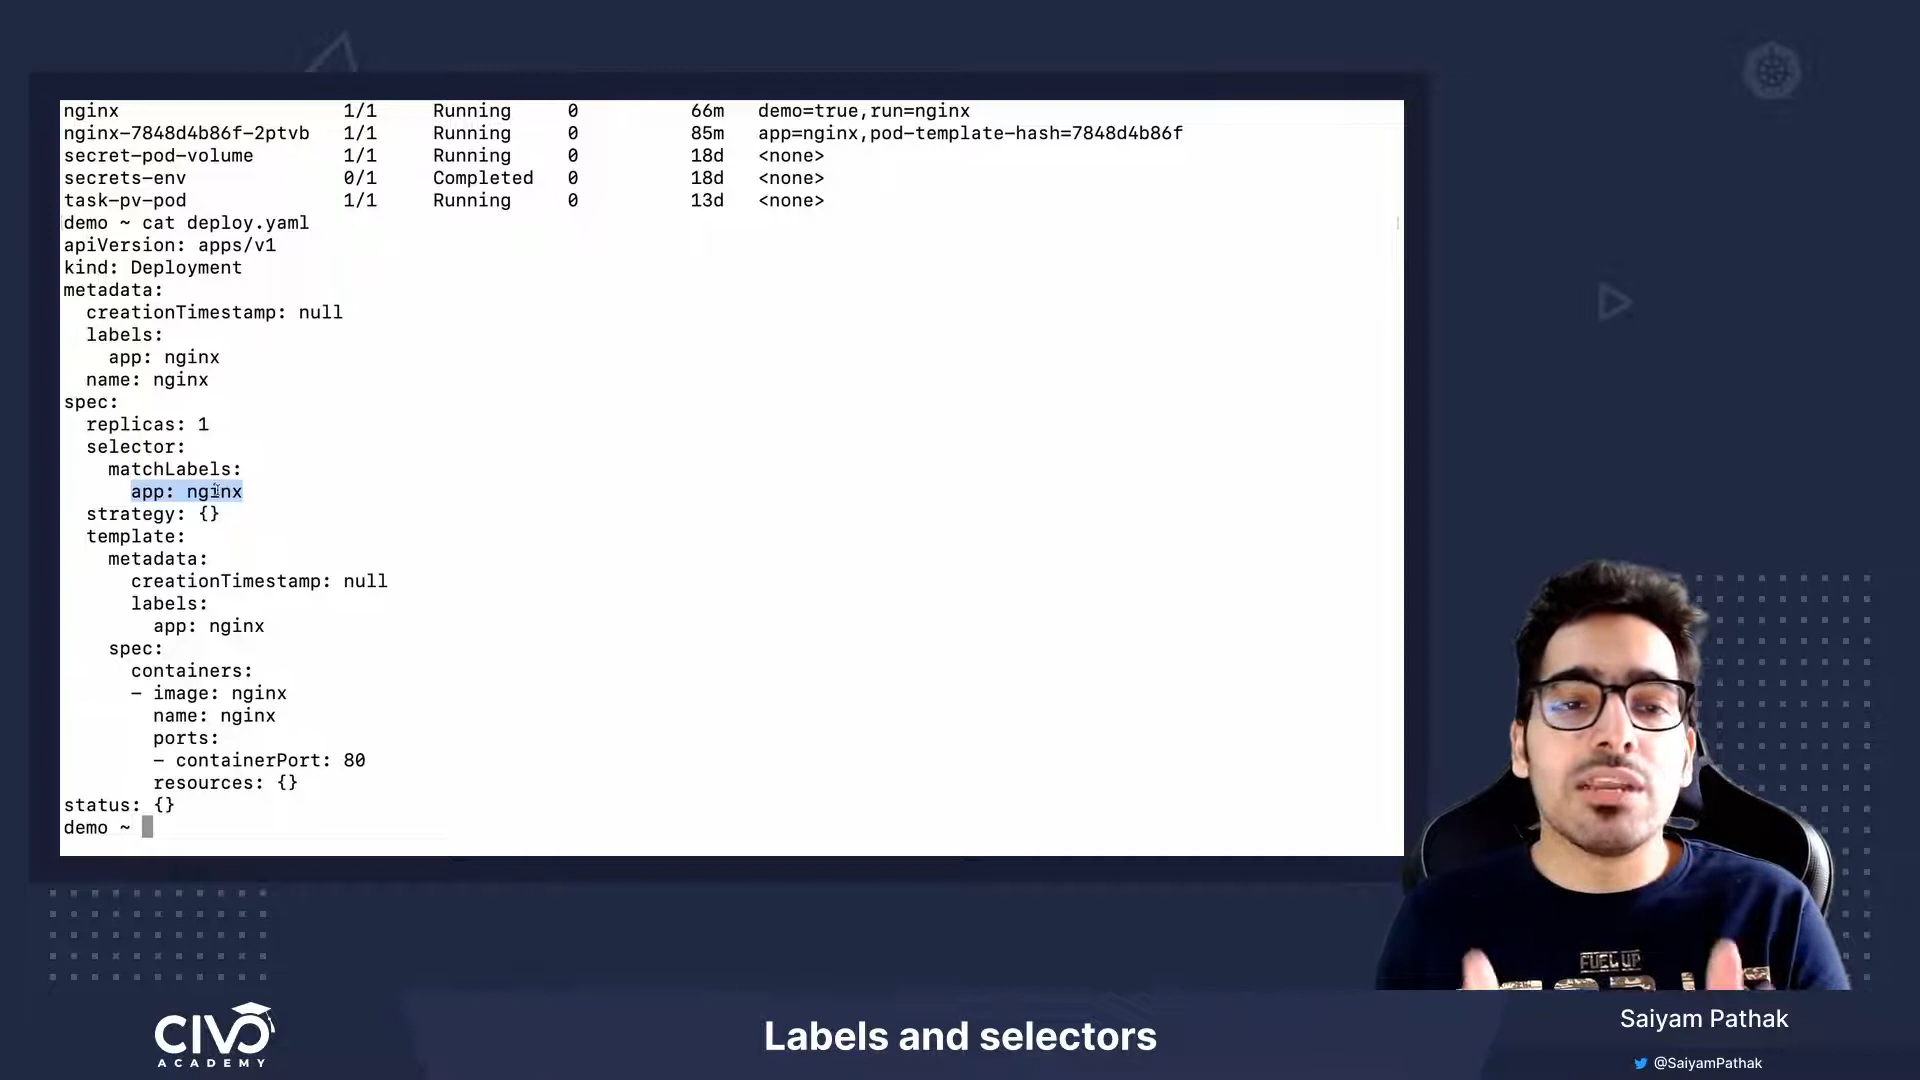 nginx 1/1 Running 0 66m demo=true,run=nginx
nginx-7848d4b86f-2ptvb 1/1 Running 0 85m app=nginx,pod-template-hash=7848d4b86f
secret-pod-volume 1/1 Running 0 18d <none>
secrets-env 0/1 Completed 0 18d <none>
task-pv-pod 1/1 Running 0 13d <none>
demo ~ cat deploy.yaml
apiVersion: apps/v1
kind: Deployment
metadata:
  creationTimestamp: null
  labels:
    app: nginx
  name: nginx
spec:
  replicas: 1
  selector:
    matchLabels:
      app: nginx
  strategy: {}
  template:
    metadata:
      creationTimestamp: null
      labels:
        app: nginx
    spec:
      containers:
      - image: nginx
        name: nginx
        ports:
        - containerPort: 80
        resources: {}
status: {}
demo ~
FUEL UP
CIVO
ACADEMY
Labels and selectors
Saiyam Pathak
@SaiyamPathak